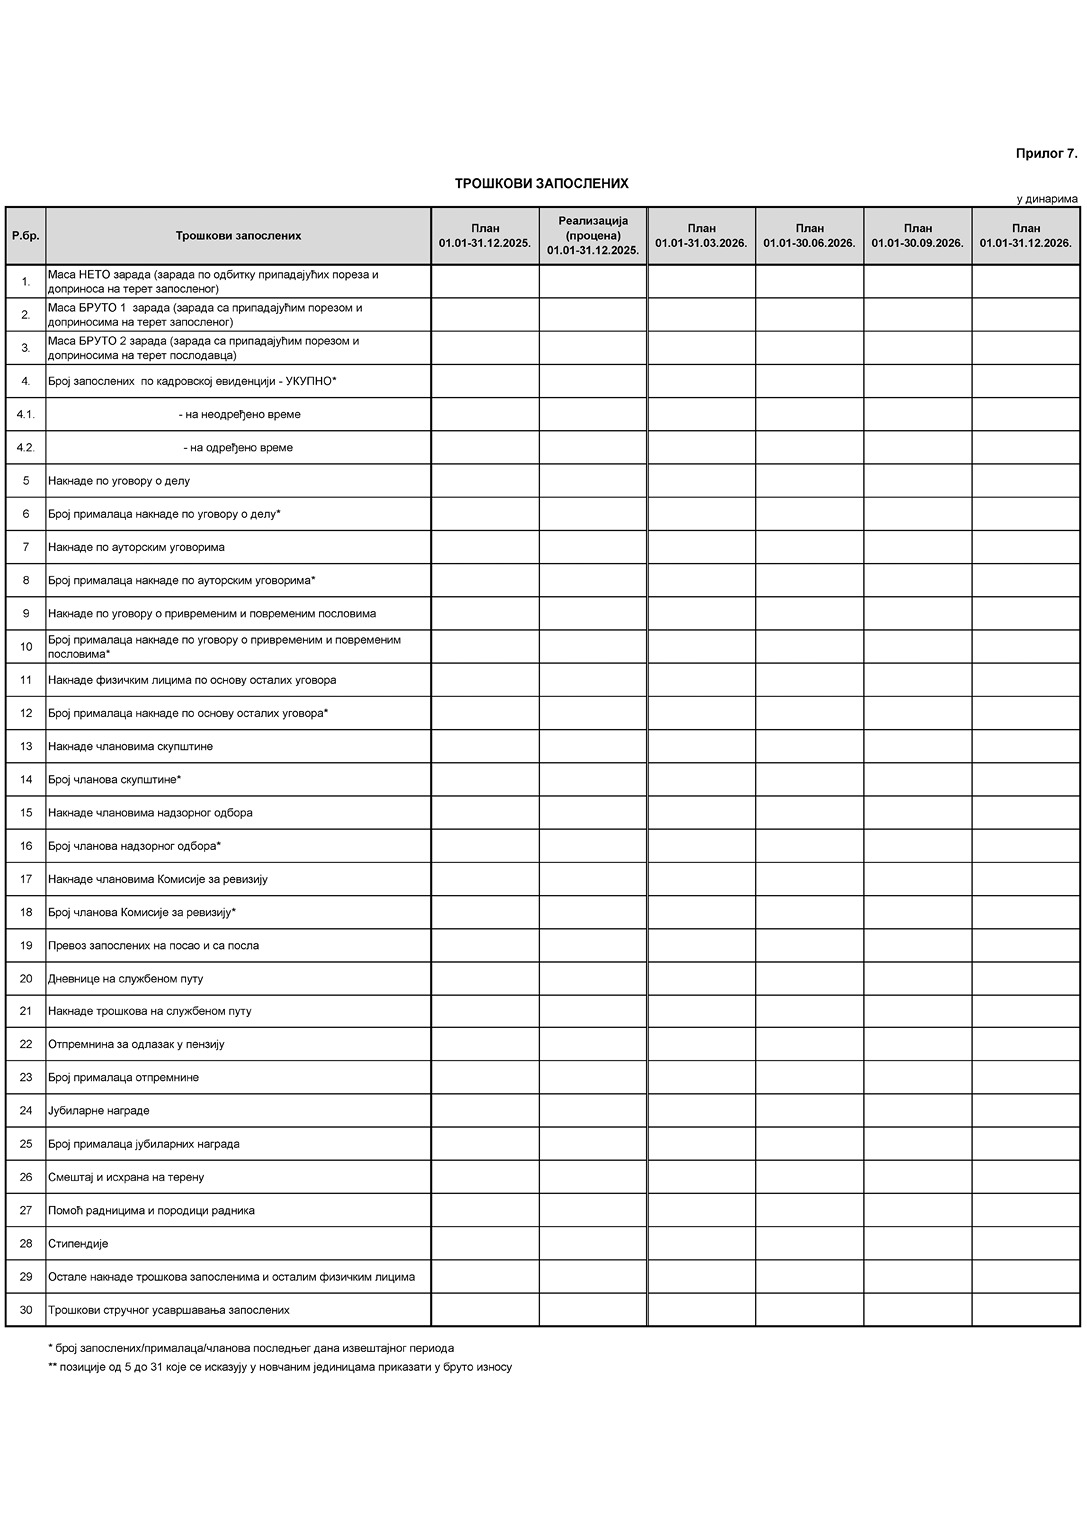 Прилог 7.
ТРОШКОВИ ЗАПОСЛЕНИХ
у динарима
Р.бр.
Трошкови запослених
План
01.01-31.12.2025.
Реализација
(процена)
01.01-31.12.2025.
План
01.01-31.03.2026.
План
01.01-30.06.2026.
План
01.01-30.09.2026.
План
01.01-31.12.2026.
1.
Маса НЕТО зарада (зарада по одбитку припадајућих пореза и
доприноса на терет запосленог)
2.
Маса БРУТО 1  зарада (зарада са припадајућим порезом и
доприносима на терет запосленог)
3.
Маса БРУТО 2 зарада (зарада са припадајућим порезом и
доприносима на терет послодавца)
4.
Број запослених  по кадровској евиденцији - УКУПНО*
4.1.
- на неодређено време
4.2.
- на одређено време
5
Накнаде по уговору о делу
6
Број прималаца накнаде по уговору о делу*
7
Накнаде по ауторским уговорима
8
Број прималаца накнаде по ауторским уговорима*
9
Накнаде по уговору о привременим и повременим пословима
10
Број прималаца накнаде по уговору о привременим и повременим
пословима*
11
Накнаде физичким лицима по основу осталих уговора
12
Број прималаца накнаде по основу осталих уговора*
13
Накнаде члановима скупштине
14
Број чланова скупштине*
15
Накнаде члановима надзорног одбора
16
Број чланова надзорног одбора*
17
Накнаде члановима Комисије за ревизију
18
Број чланова Комисије за ревизију*
19
Превоз запослених на посао и са посла
20
Дневнице на службеном путу
21
Накнаде трошкова на службеном путу
22
Отпремнина за одлазак у пензију
23
Број прималаца отпремнине
24
Јубиларне награде
25
Број прималаца јубиларних награда
26
Смештај и исхрана на терену
27
Помоћ радницима и породици радника
28
Стипендије
29
Остале накнаде трошкова запосленима и осталим физичким лицима
30
Трошкови стручног усавршавања запослених
* број запослених/прималаца/чланова последњег дана извештајног периода
** позиције од 5 до 31 које се исказују у новчаним јединицама приказати у бруто износу